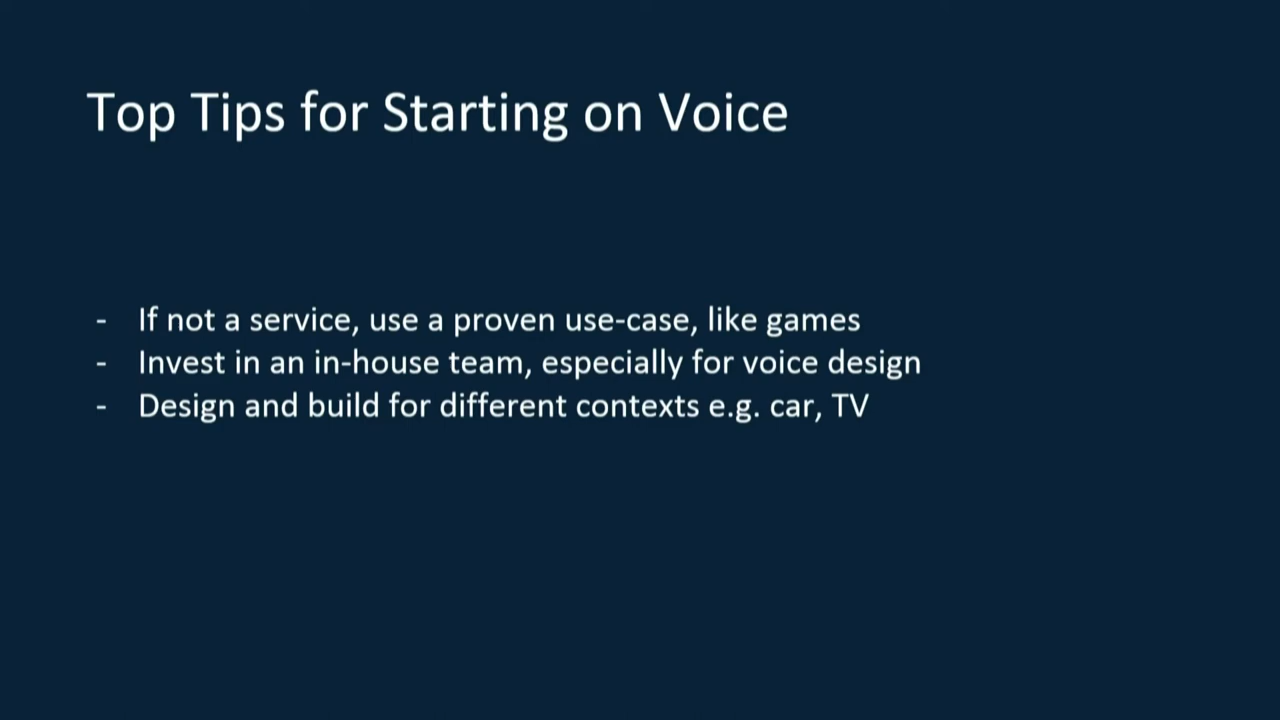 Top Tips for Starting on Voice
- If not a service, use a proven use-case, like games
- Invest in an in-house team, especially for voice design
- Design and build for different contexts e.g. car, TV